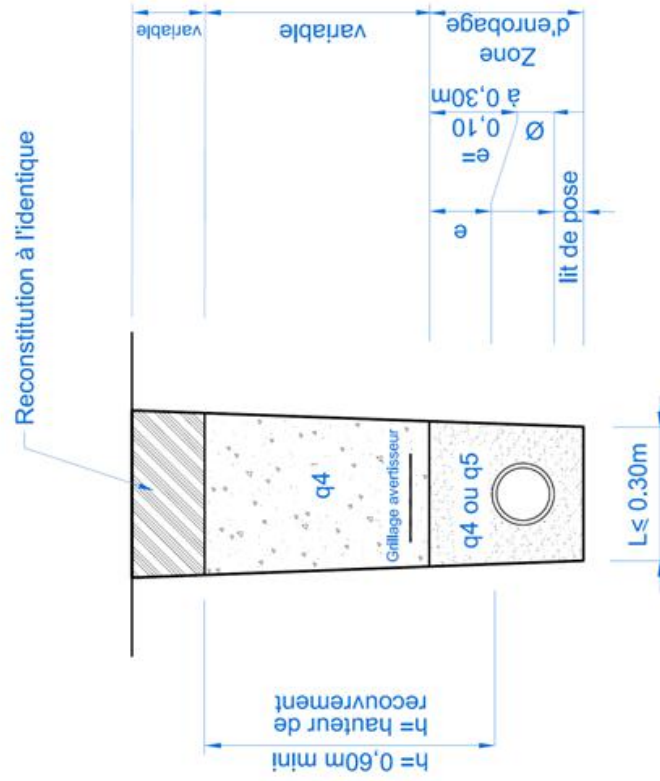 Reconstitution à l'identique
variable
variable
Zone
d'enrobage
e=
0,10
à 0,30m
Ø
e
lit de pose
q4
Grillage avertisseur
q4 ou q5
h= 0,60m mini
h= hauteur de
recouvrement
L≤ 0.30m